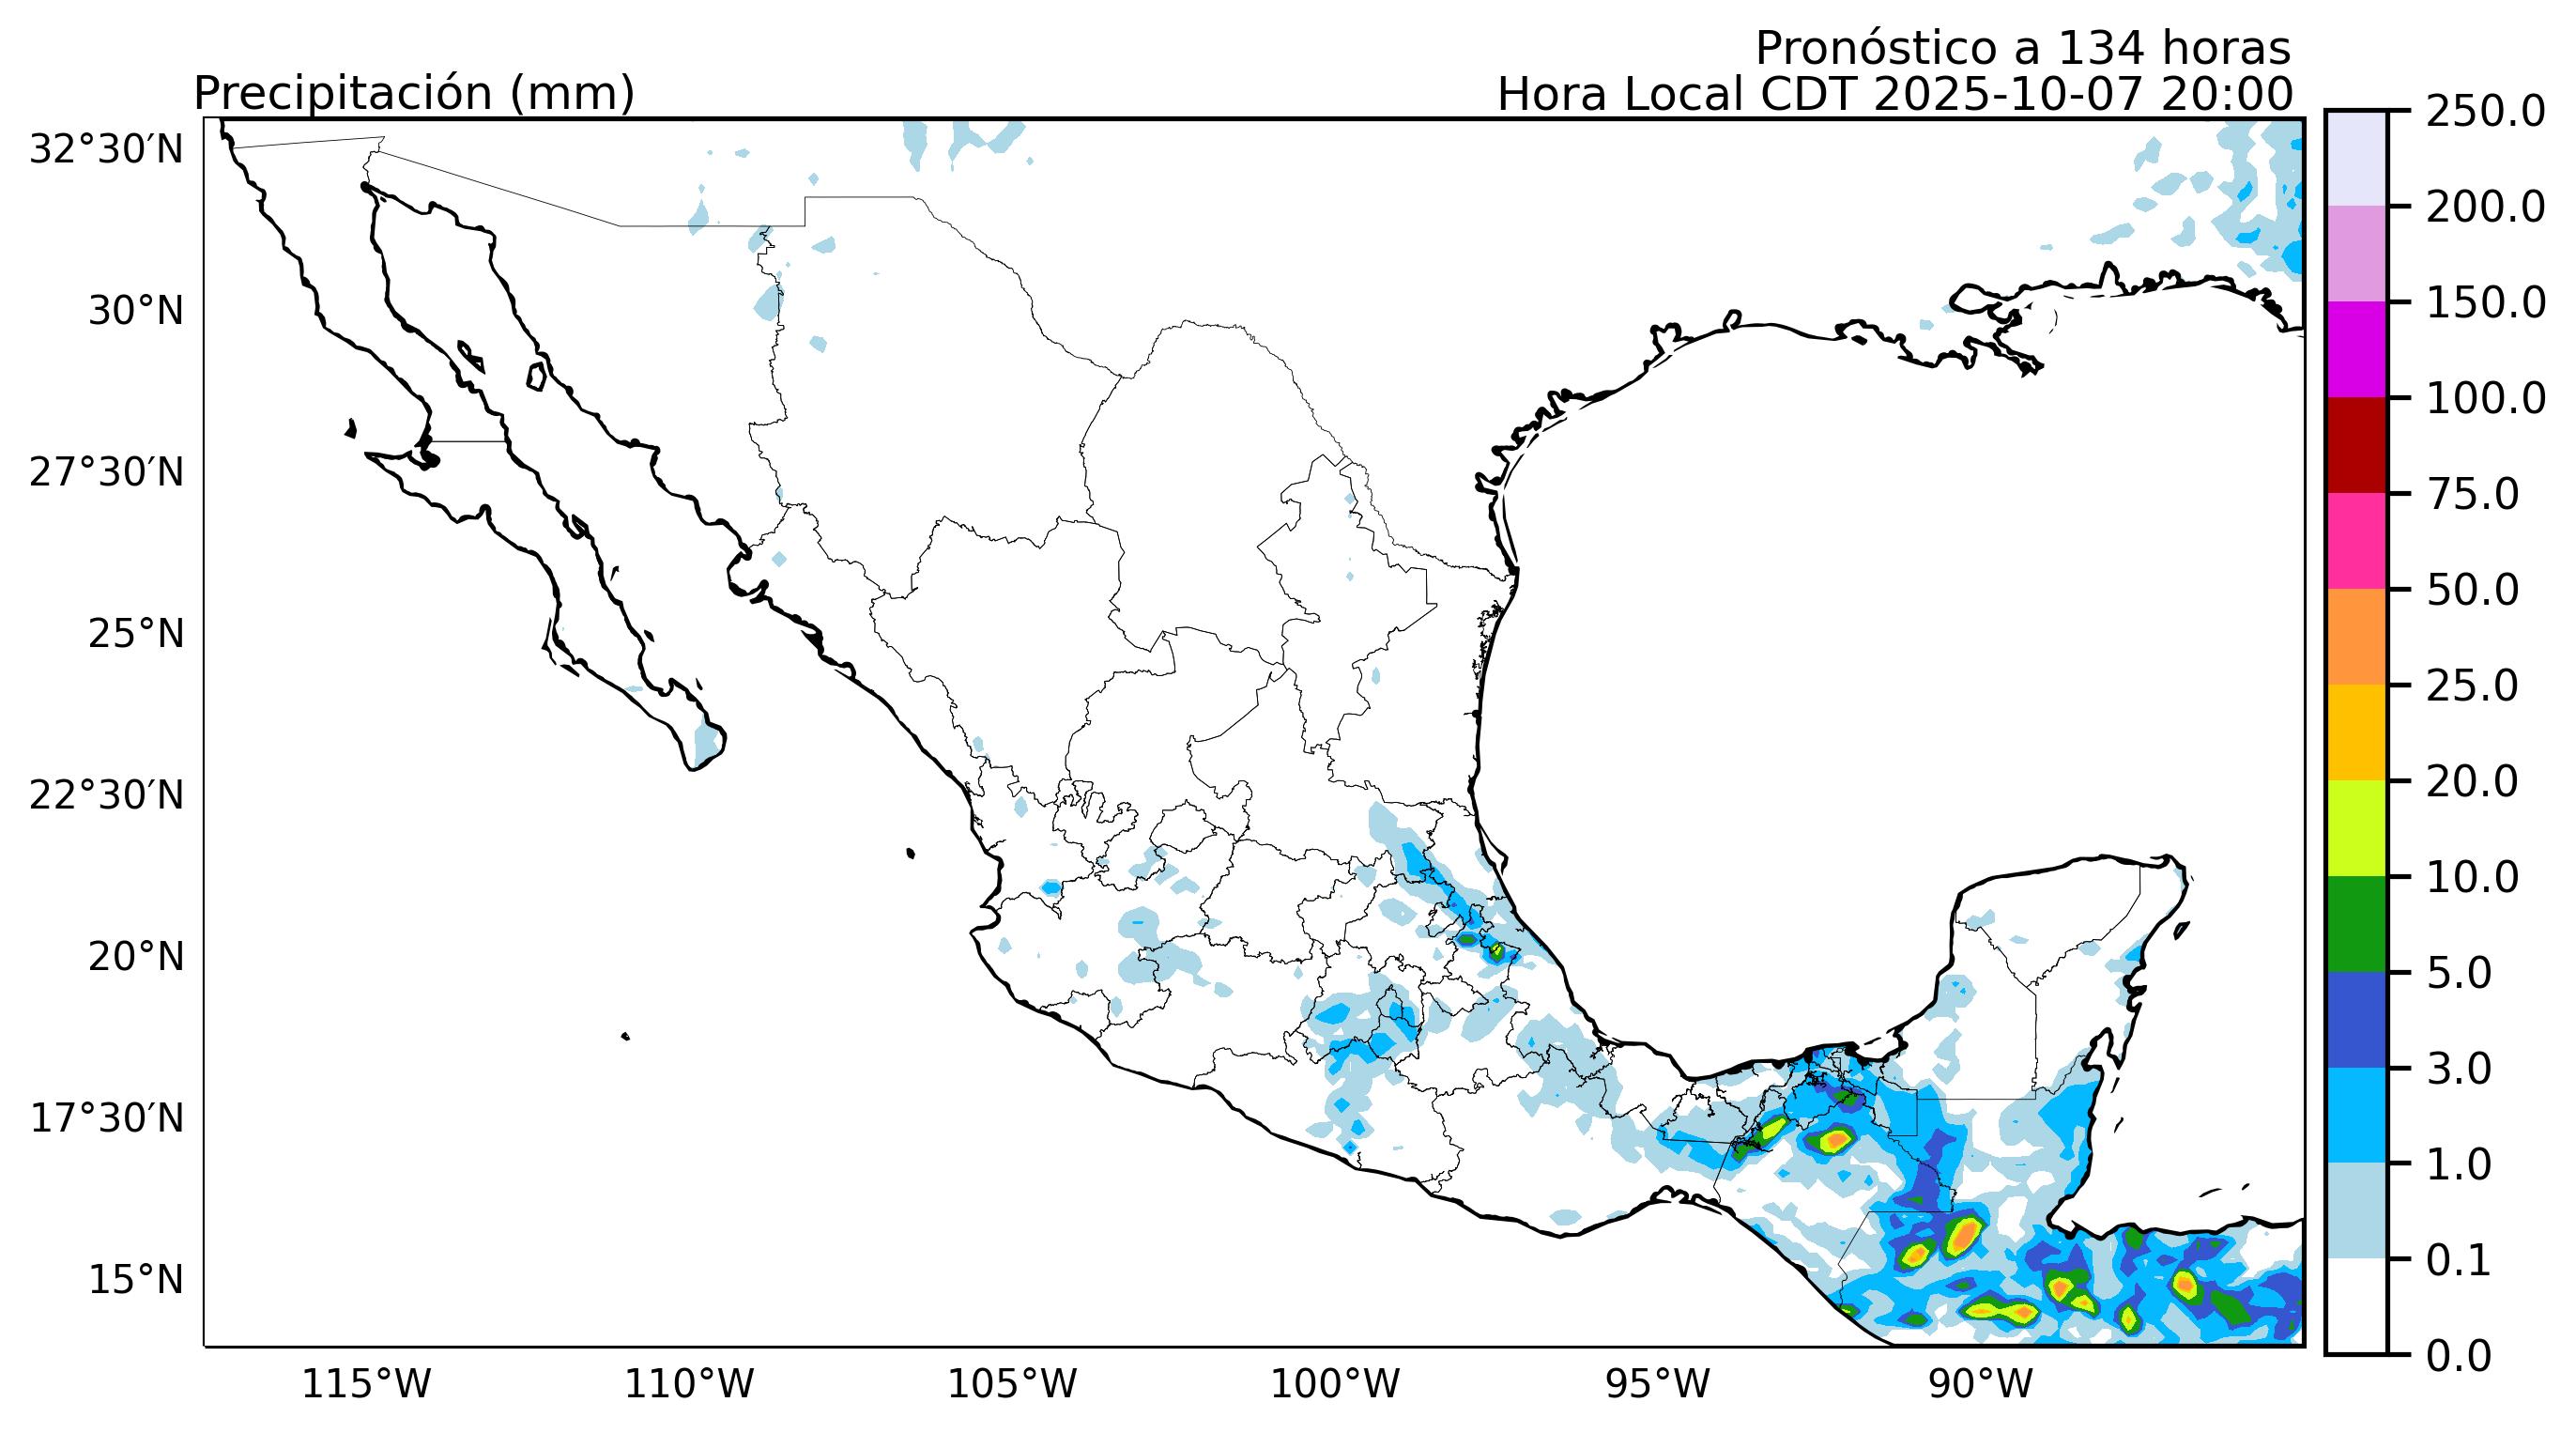 Pronóstico a 134 horas
Precipitación (mm)
Hora Local CDT 2025-10-07 20:00
32°30′N
30°N
27°30′N
25°N
22°30′N
20°N
17°30′N
15°N
115°W
110°W
105°W
100°W
95°W
90°W
250.0
200.0
150.0
100.0
75.0
50.0
25.0
20.0
10.0
5.0
3.0
1.0
0.1
0.0